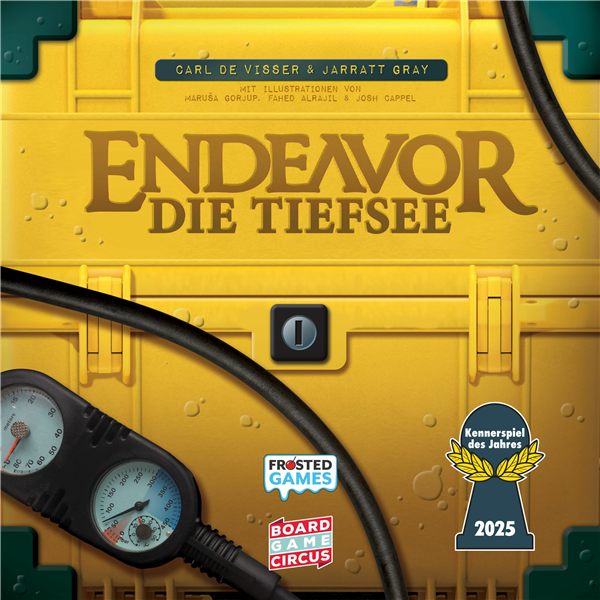 CARL DE VISSER & JARRATT GRAY
MIT ILLUSTRATIONEN VON
MARUŠA GORJUP, FAHED ALRAJIL & JOSH CAPPEL
ENDEAVOR
DIE TIEFSEE
Kennerspiel
des Jahres
2025
FROSTED
GAMES
BOARD
GAME
CIRCUS
meters